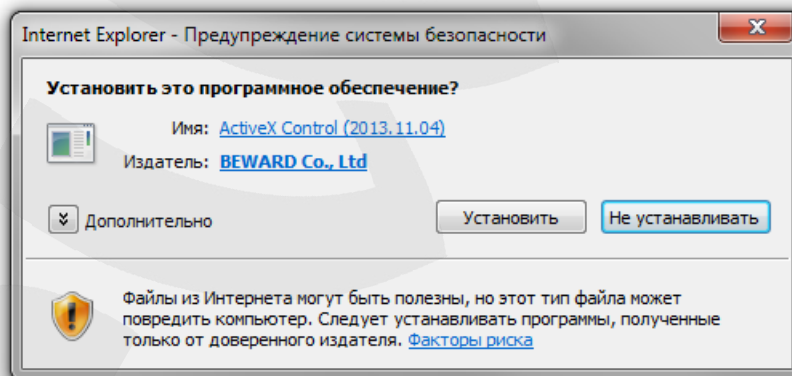 Internet Explorer - Предупреждение системы безопасности
Установить это программное обеспечение?
Имя: ActiveX Control (2013.11.04)
Издатель: BEWARD Co., Ltd
Дополнительно
Установить
Не устанавливать
Файлы из Интернета могут быть полезны, но этот тип файла может
повредить компьютер. Следует устанавливать программы, полученные
только от доверенного издателя. Факторы риска